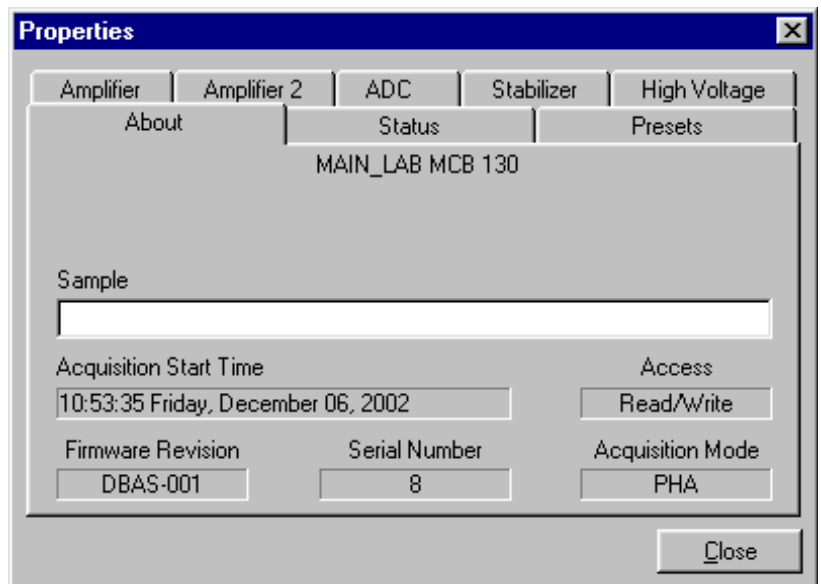 Properties
Amplifier Amplifier 2 ADC Stabilizer High Voltage
About Status Presets
MAIN_LAB MCB 130
Sample
Acquisition Start Time Access
10:53:35 Friday, December 06, 2002 Read/Write
Firmware Revision Serial Number Acquisition Mode
DBAS-001 8 PHA
Close